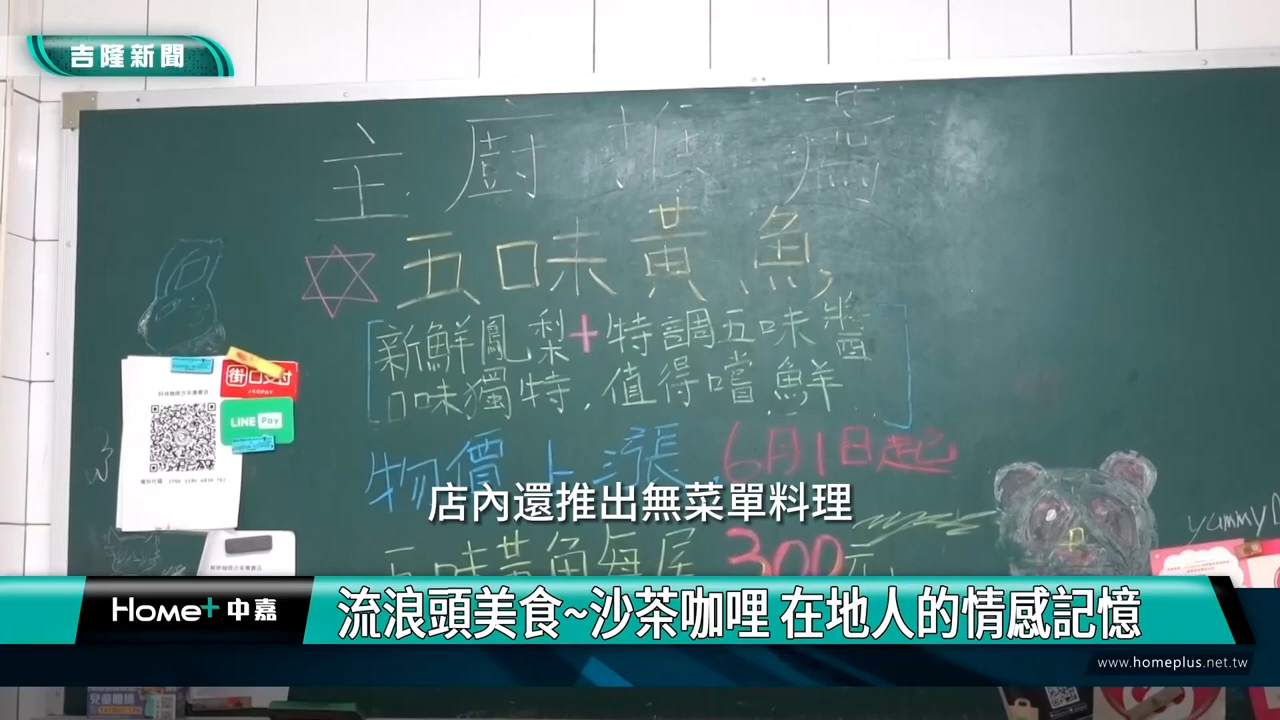 吉隆新聞
主廚推薦
五味黃魚
新鮮鳳梨+特調五味醬
口味獨特,值得嚐鮮
物價上漲,6月1日起
店內還推出無菜單料理
五味黃魚每尾300元
街口支付
JKOPAY
LINE Pay
yummy
Home+中嘉
流浪頭美食~沙茶咖哩 在地人的情感記憶
www.homeplus.net.tw